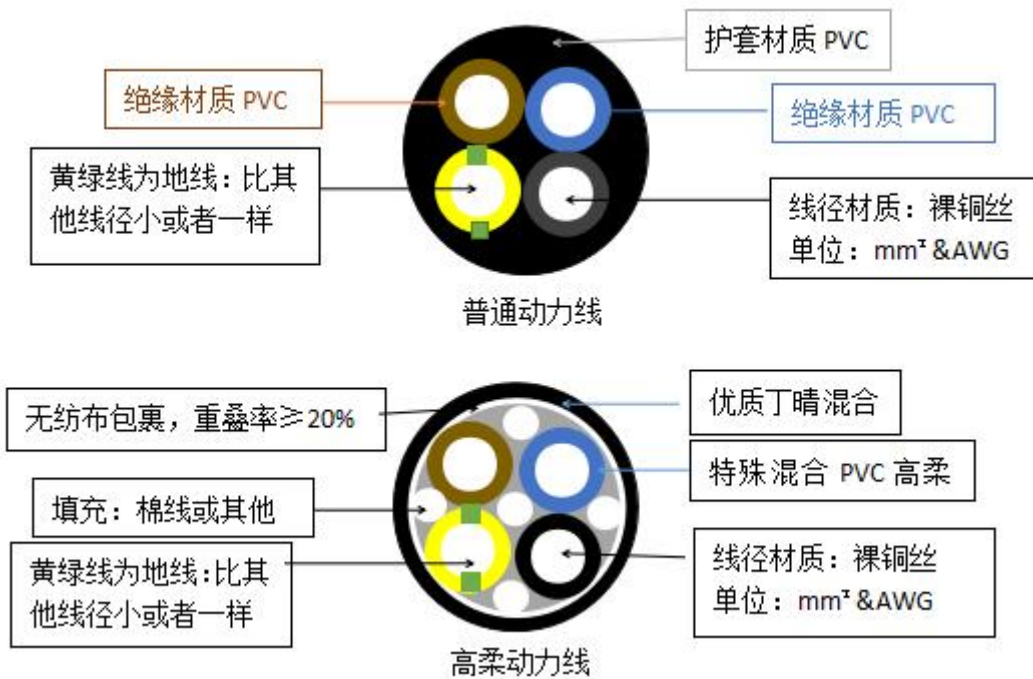 护套材质 PVC
绝缘材质 PVC
绝缘材质 PVC
黄绿线为地线：比其
他线径小或者一样
线径材质：裸铜丝
单位：mm²&AWG
普通动力线
无纺布包裹，重叠率≥20%
优质丁晴混合
特殊混合 PVC 高柔
填充：棉线或其他
黄绿线为地线：比其
他线径小或者一样
线径材质：裸铜丝
单位：mm²&AWG
高柔动力线